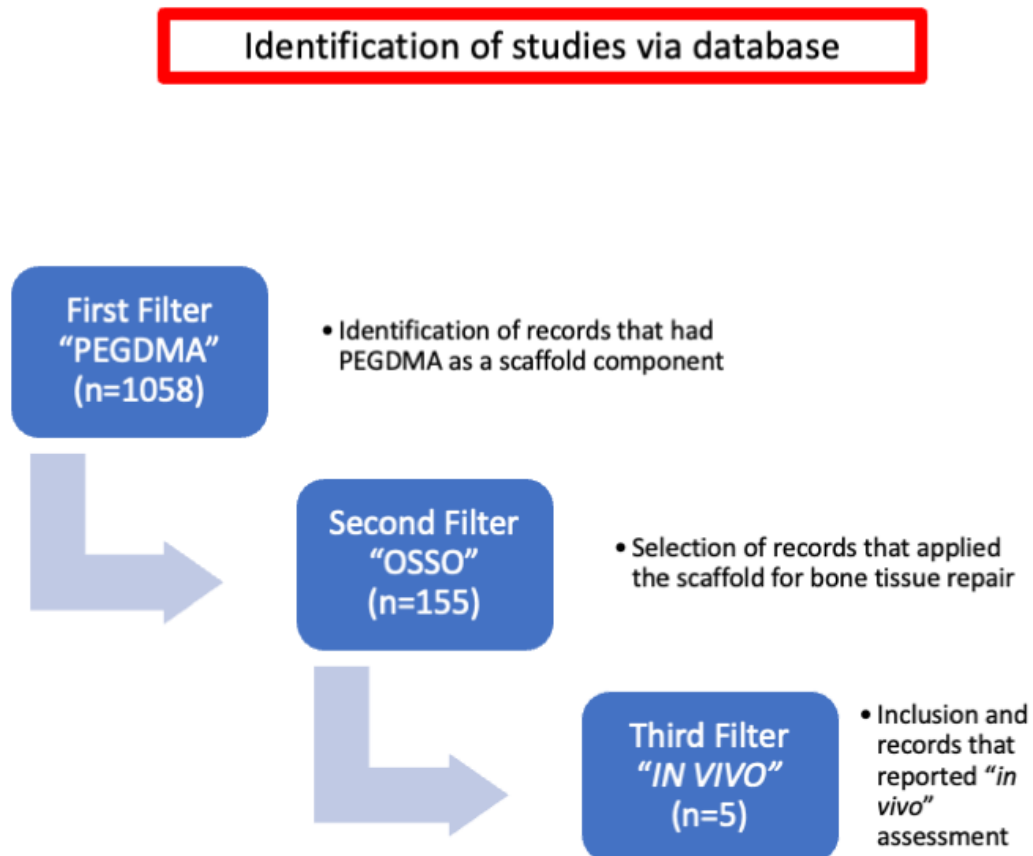 Identification of studies via database
First Filter
“PEGDMA”
(n=1058)
• Identification of records that had
PEGDMA as a scaffold component
Second Filter
“OSSO”
(n=155)
• Selection of records that applied
the scaffold for bone tissue repair
Third Filter
“IN VIVO”
(n=5)
• Inclusion and
records that
reported “in
vivo”
assessment